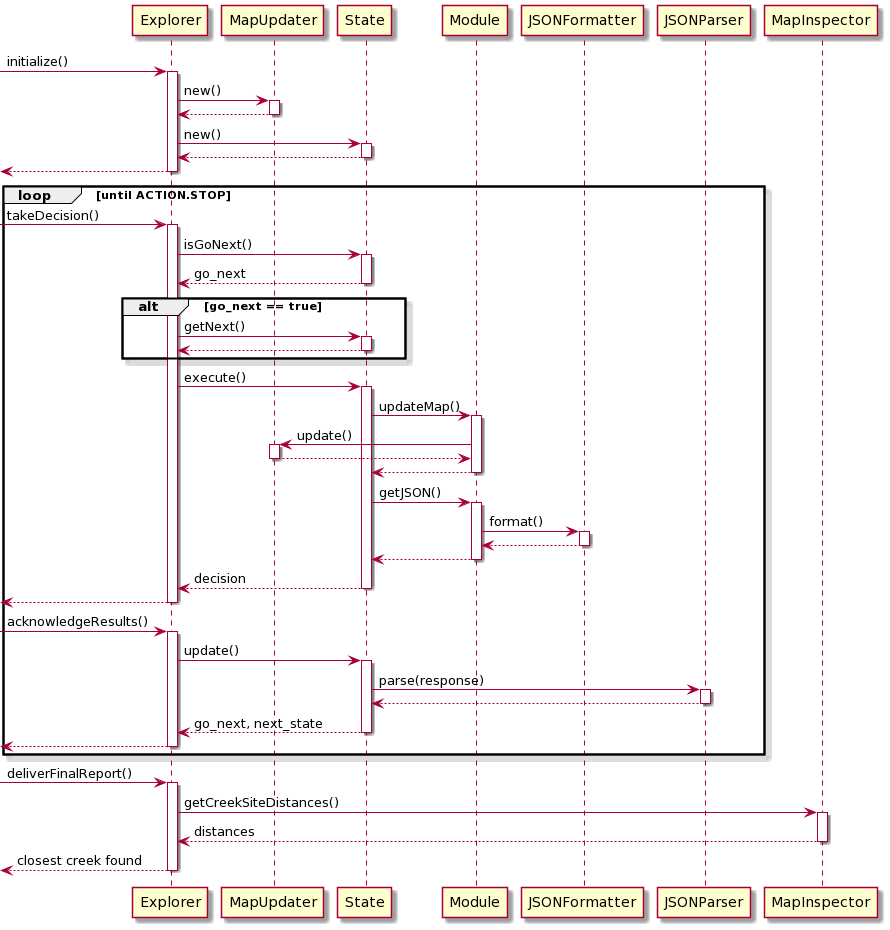 Explorer MapUpdater State Module JSONFormatter JSONParser MapInspector
initialize()
new()
new()
loop [until ACTION.STOP]
takeDecision()
isGoNext()
go_next
alt [go_next == true]
getNext()
execute()
updateMap()
update()
getJSON()
format()
decision
acknowledgeResults()
update()
parse(response)
go_next, next_state
deliverFinalReport()
getCreekSiteDistances()
distances
closest creek found
Explorer MapUpdater State Module JSONFormatter JSONParser MapInspector